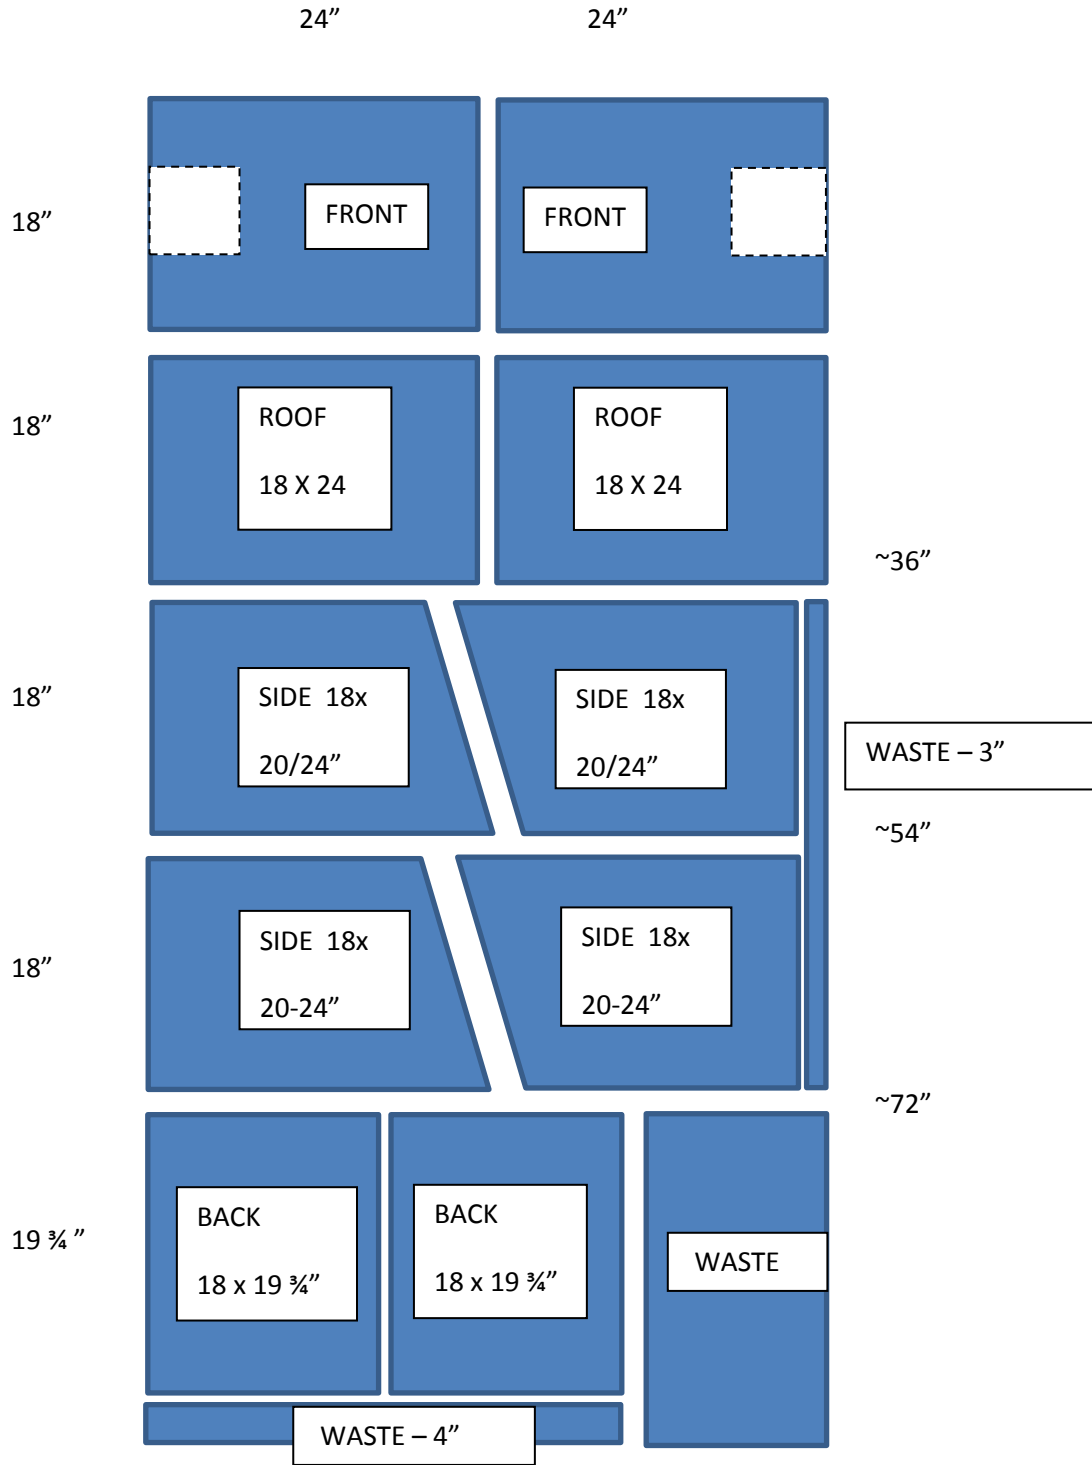 24”
24”
18”
FRONT
FRONT
18”
ROOF
18 X 24
ROOF
18 X 24
~36”
18”
SIDE 18x
20/24”
SIDE 18x
20/24”
WASTE – 3”
~54”
18”
SIDE 18x
20-24”
SIDE 18x
20-24”
~72”
19 ¾ ”
BACK
18 x 19 ¾”
BACK
18 x 19 ¾”
WASTE
WASTE – 4”